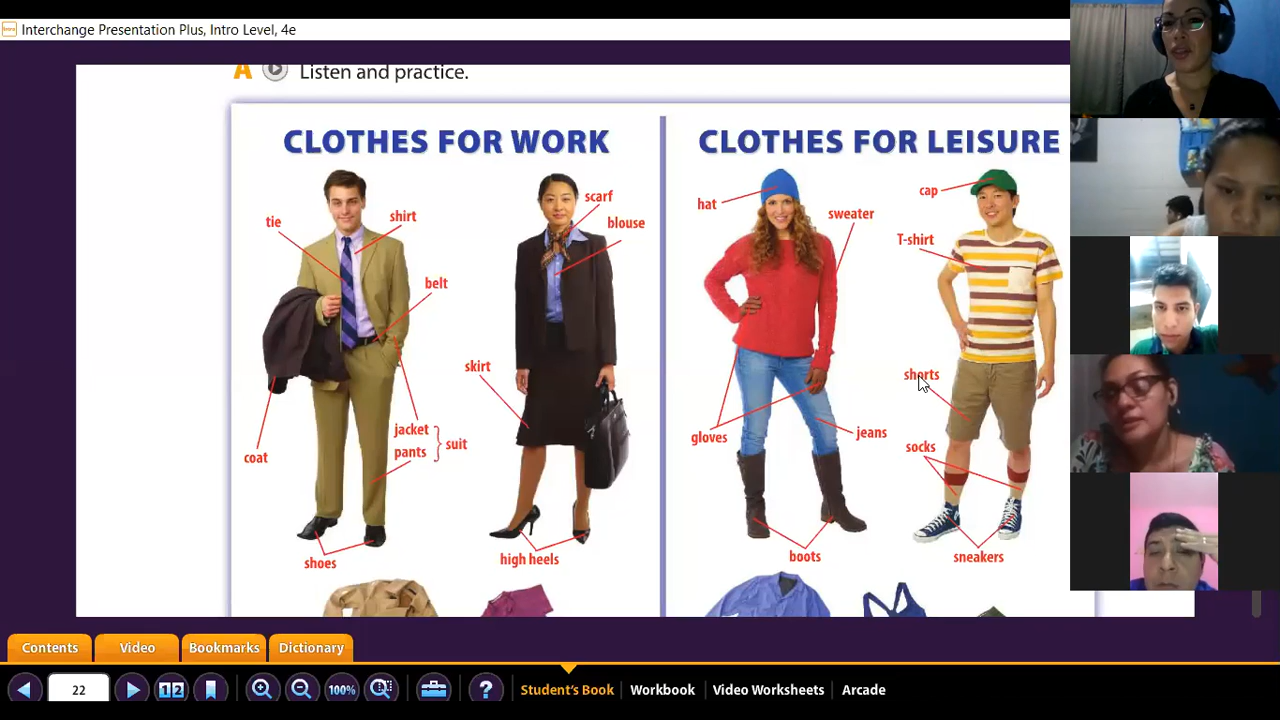 Interchange Presentation Plus, Intro Level, 4e
A Listen and practice.
CLOTHES FOR WORK
tie
shirt
belt
coat
jacket
pants
suit
shoes
scarf
blouse
skirt
high heels
CLOTHES FOR LEISURE
hat
sweater
gloves
jeans
boots
cap
T-shirt
shorts
socks
sneakers
Contents
Video
Bookmarks
Dictionary
22
12
100%
?
Student's Book
Workbook
Video Worksheets
Arcade